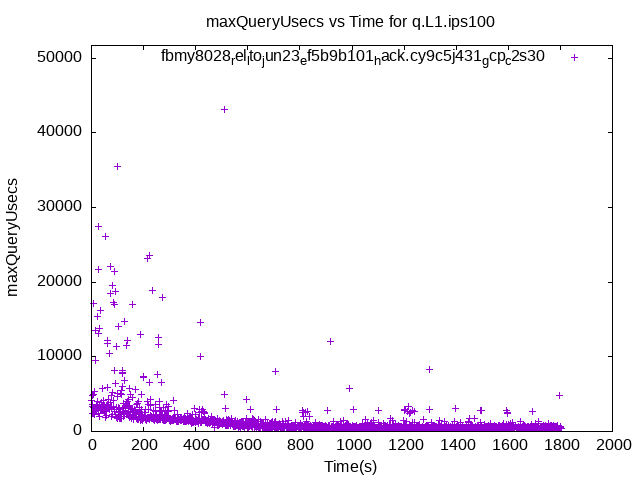 maxQueryUsecs vs Time for q.L1.ips100
fbmy8028relltojun23ef5b9b101hack.cy9c5j431gcpc2s30
50000
40000
30000
20000
10000
0
maxQueryUsecs
0 200 400 600 800 1000 1200 1400 1600 1800 2000
Time(s)